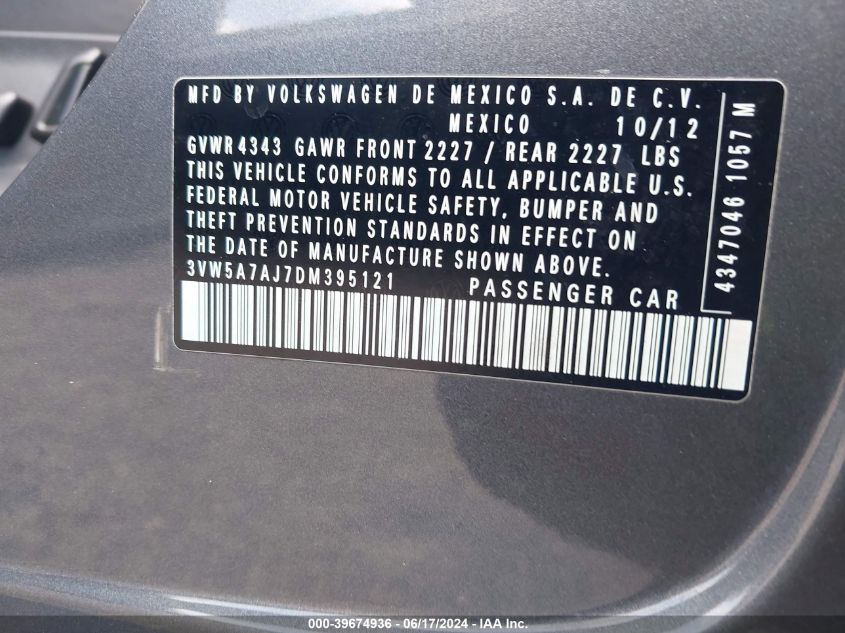 MFD BY VOLKSWAGEN DE MEXICO S.A. DE C.V.
MEXICO 10/12
GVWR 4343 GAWR FRONT 2227 / REAR 2227 LBS
THIS VEHICLE CONFORMS TO ALL APPLICABLE U.S.
FEDERAL MOTOR VEHICLE SAFETY, BUMPER AND
THEFT PREVENTION STANDARDS IN EFFECT ON
THE DATE OF MANUFACTURE SHOWN ABOVE.
3VW5A7AJ7DM395121 PASSENGER CAR
4347046 1057 M
000-39674936 - 06/17/2024 - IAA Inc.